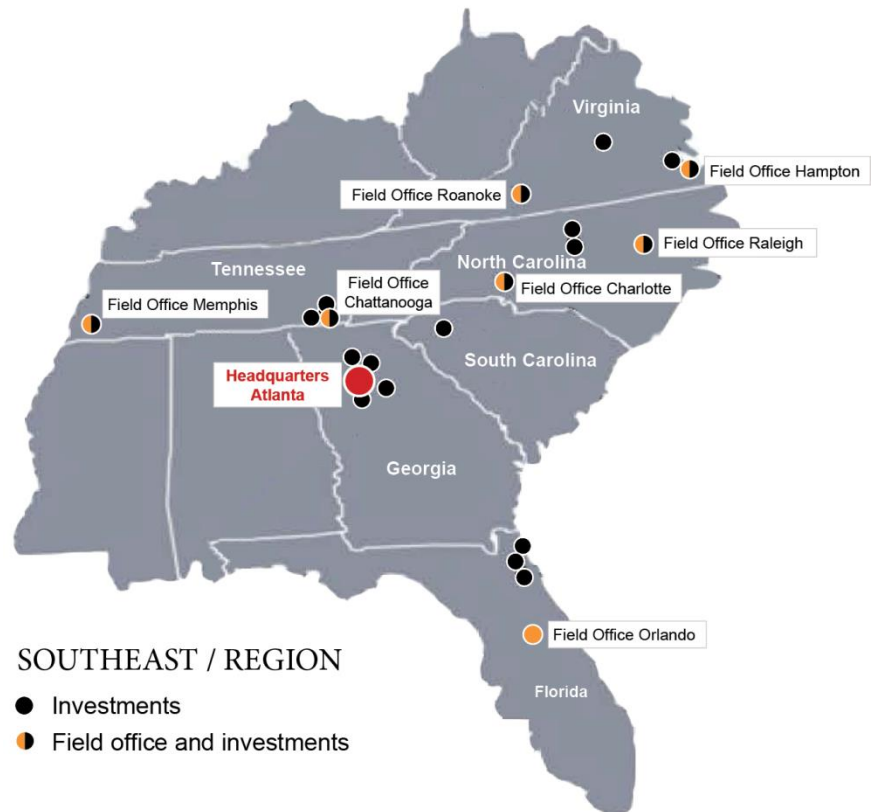 Virginia
Field Office Hampton
Field Office Roanoke
Field Office Raleigh
North Carolina
Tennessee
Field Office
Chattanooga
Field Office Charlotte
Field Office Memphis
South Carolina
Headquarters
Atlanta
Georgia
Field Office Orlando
Florida
SOUTHEAST / REGION
Investments
Field office and investments